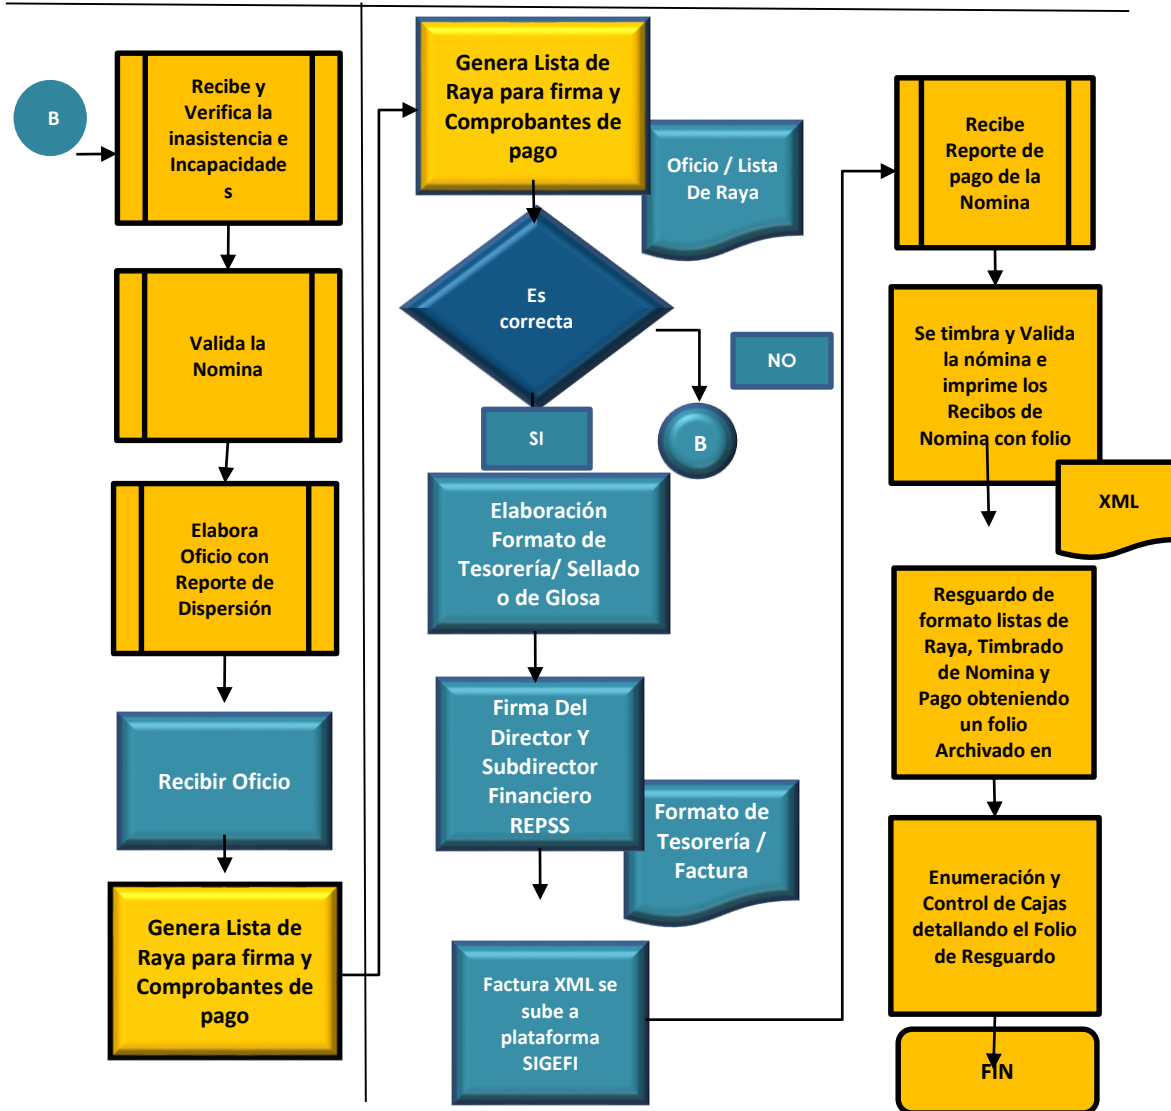 B
Recibe y
Verifica la
inasistencia e
Incapacidade
s
Valida la
Nomina
Elabora
Oficio con
Reporte de
Dispersión
Recibir Oficio
Genera Lista de
Raya para firma y
Comprobantes de
pago
Genera Lista de
Raya para firma y
Comprobantes de
pago
Oficio / Lista
De Raya
Es
correcta
NO
SI
B
Elaboración
Formato de
Tesorería/ Sellado
o de Glosa
Firma Del
Director Y
Subdirector
Financiero
REPSS
Formato de
Tesorería /
Factura
Factura XML se
sube a
plataforma
SIGEFI
Recibe
Reporte de
pago de la
Nomina
Se timbra y Valida
la nómina e
imprime los
Recibos de
Nomina con folio
XML
Resguardo de
formato listas de
Raya, Timbrado
de Nomina y
Pago obteniendo
un folio
Archivado en
Enumeración y
Control de Cajas
detallando el Folio
de Resguardo
FIN